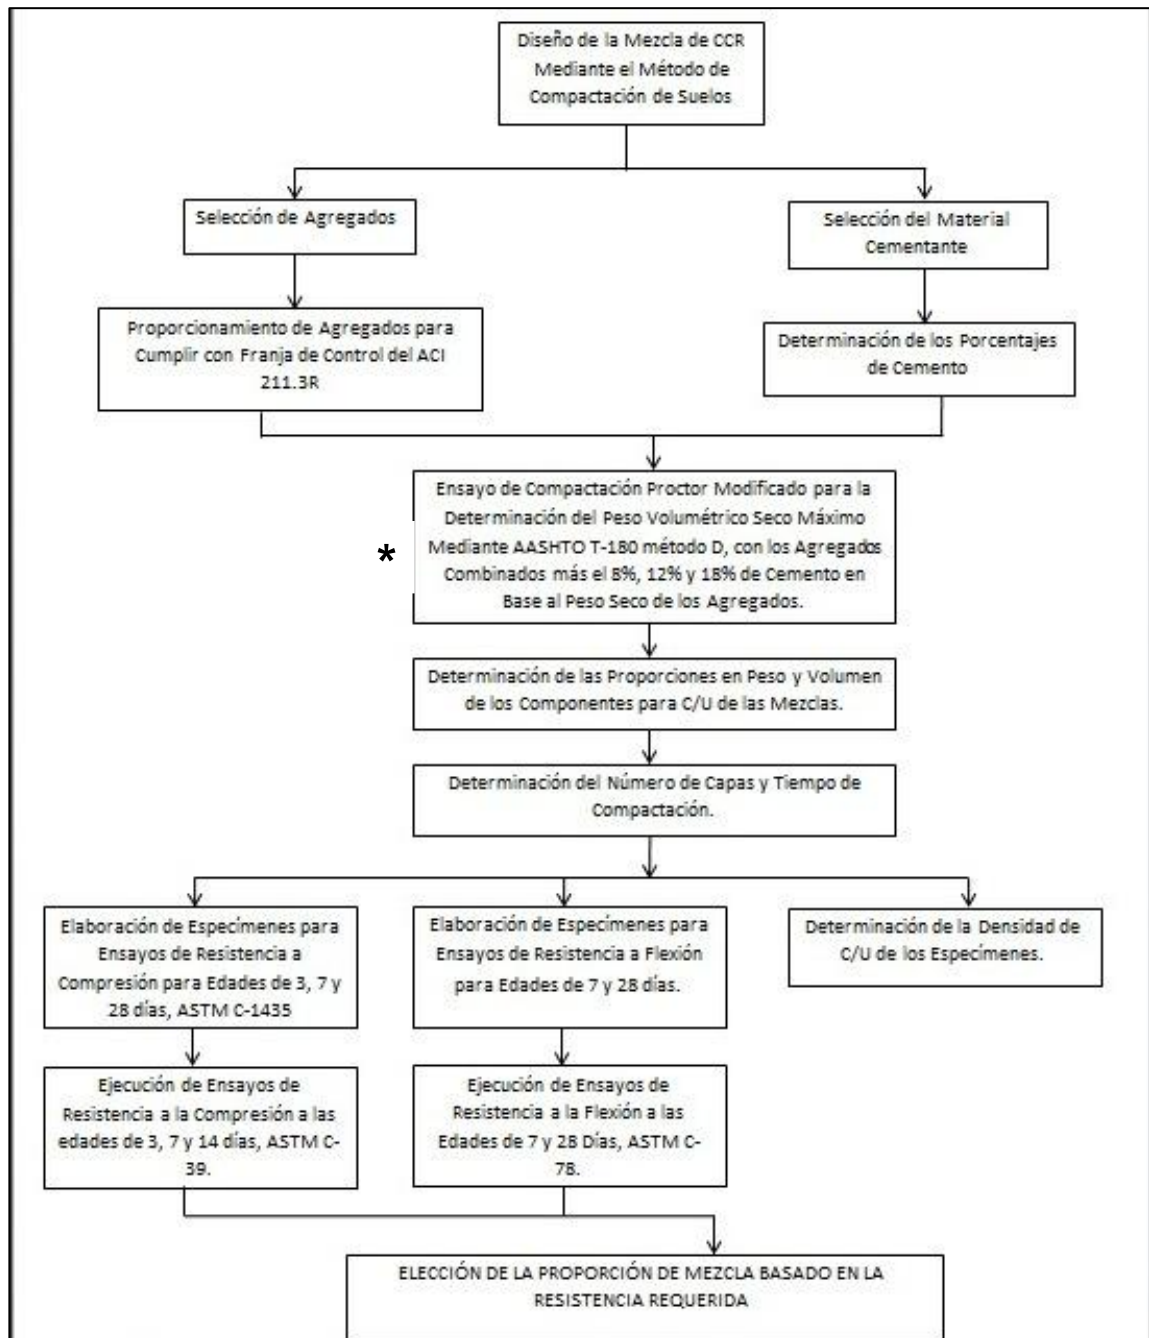 Diseño de la Mezcla de CCR
Mediante el Método de
Compactación de Suelos
Selección de Agregados
Selección del Material
Cementante
Proporcionamiento de Agregados para
Cumplir con Franja de Control del ACI
211.3R
Determinación de los Porcentajes
de Cemento
*
Ensayo de Compactación Proctor Modificado para la
Determinación del Peso Volumétrico Seco Máximo
Mediante AASHTO T-180 método D, con los Agregados
Combinados más el 8%, 12% y 18% de Cemento en
Base al Peso Seco de los Agregados.
Determinación de las Proporciones en Peso y Volumen
de los Componentes para C/U de las Mezclas.
Determinación del Número de Capas y Tiempo de
Compactación.
Elaboración de Especímenes para
Ensayos de Resistencia a
Compresión para Edades de 3, 7 y
28 días, ASTM C-1435
Elaboración de Especímenes para
Ensayos de Resistencia a Flexión
para Edades de 7 y 28 días.
Determinación de la Densidad de
C/U de los Especímenes.
Ejecución de Ensayos de
Resistencia a la Compresión a las
edades de 3, 7 y 14 días, ASTM C-
39.
Ejecución de Ensayos de
Resistencia a la Flexión a las
Edades de 7 y 28 Días, ASTM C-
78.
ELECCIÓN DE LA PROPORCIÓN DE MEZCLA BASADO EN LA
RESISTENCIA REQUERIDA